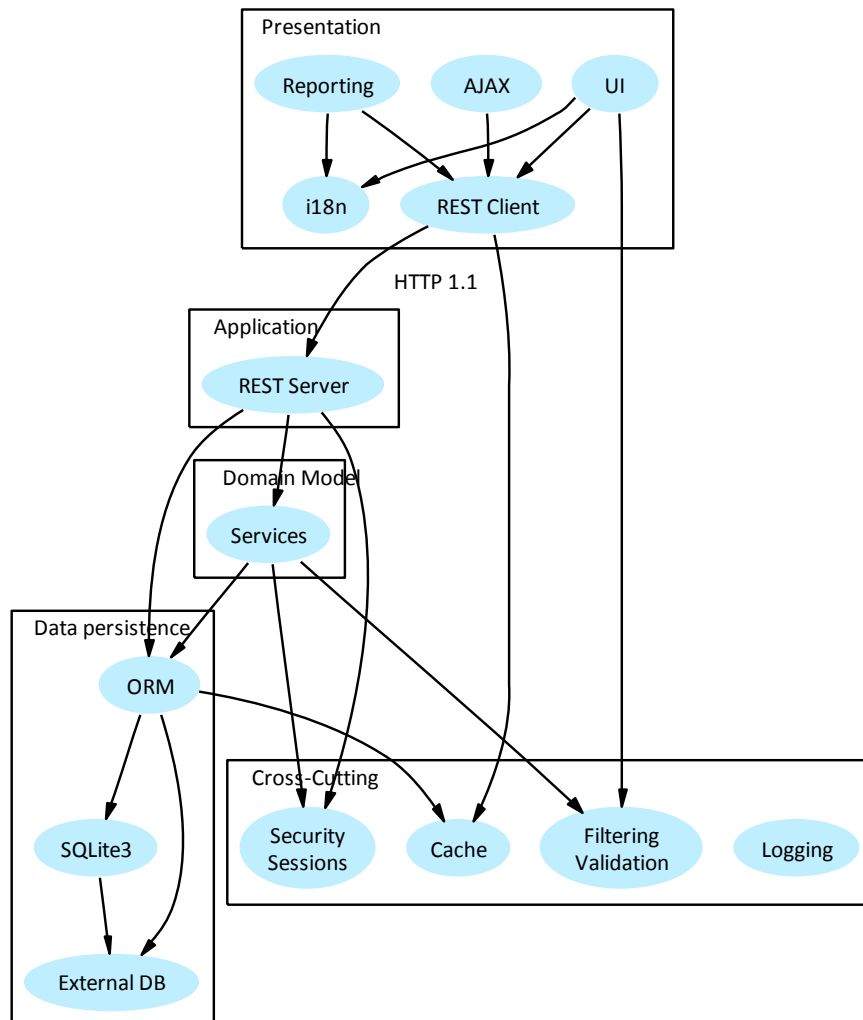 Presentation
Reporting
AJAX
UI
i18n
REST Client
HTTP 1.1
Application
REST Server
Domain Model
Services
Data persistence
ORM
Cross-Cutting
SQLite3
Security
Sessions
Cache
Filtering
Validation
Logging
External DB